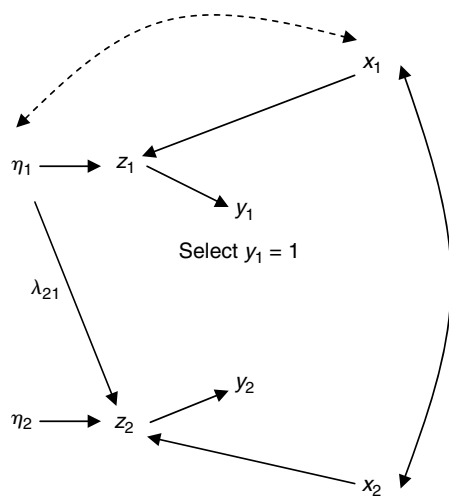 x₁
η₁ z₁
y₁
Select y₁ = 1
λ₂₁
y₂
η₂ z₂
x₂